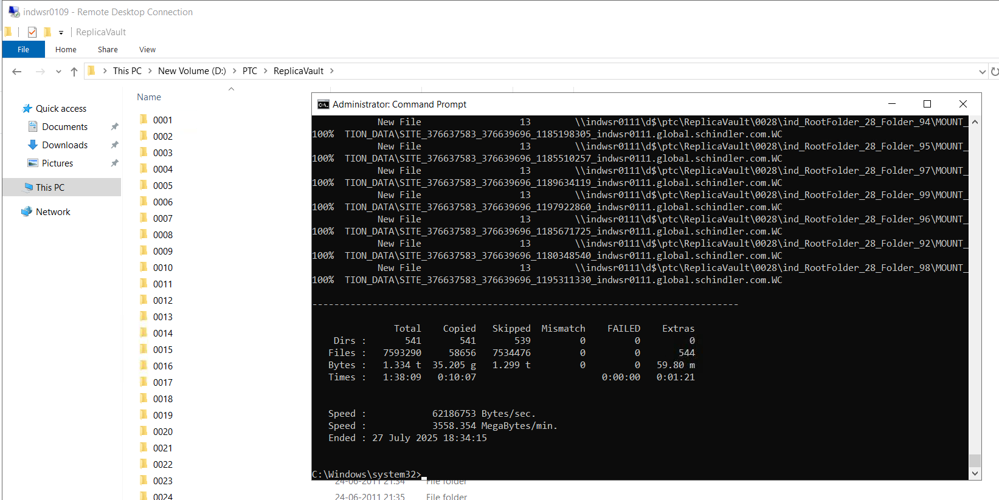 indwsr0109 - Remote Desktop Connection
ReplicaVault
File Home Share View
This PC New Volume (D:) PTC ReplicaVault
Name
Quick access
Documents
Downloads
Pictures
This PC
Network
0001
0002
0003
0004
0005
0006
0007
0008
0009
0010
0011
0012
0013
0014
0015
0016
0017
0018
0019
0020
0021
0022
0023
0024
Administrator: Command Prompt
New File 13 \\indwsr0111\d$\ptc\ReplicaVault\0028\ind_RootFolder_28_Folder_94\MOUNT_
100% TION_DATA\SITE_376637583_376639696_1185198305_indwsr0111.global.schindler.com.WC
New File 13 \\indwsr0111\d$\ptc\ReplicaVault\0028\ind_RootFolder_28_Folder_95\MOUNT_
100% TION_DATA\SITE_376637583_376639696_1185510257_indwsr0111.global.schindler.com.WC
New File 13 \\indwsr0111\d$\ptc\ReplicaVault\0028\ind_RootFolder_28_Folder_97\MOUNT_
100% TION_DATA\SITE_376637583_376639696_1189634119_indwsr0111.global.schindler.com.WC
New File 13 \\indwsr0111\d$\ptc\ReplicaVault\0028\ind_RootFolder_28_Folder_99\MOUNT_
100% TION_DATA\SITE_376637583_376639696_1197922860_indwsr0111.global.schindler.com.WC
New File 13 \\indwsr0111\d$\ptc\ReplicaVault\0028\ind_RootFolder_28_Folder_96\MOUNT_
100% TION_DATA\SITE_376637583_376639696_1185671725_indwsr0111.global.schindler.com.WC
New File 13 \\indwsr0111\d$\ptc\ReplicaVault\0028\ind_RootFolder_28_Folder_92\MOUNT_
100% TION_DATA\SITE_376637583_376639696_1180348540_indwsr0111.global.schindler.com.WC
New File 13 \\indwsr0111\d$\ptc\ReplicaVault\0028\ind_RootFolder_28_Folder_98\MOUNT_
100% TION_DATA\SITE_376637583_376639696_1195311330_indwsr0111.global.schindler.com.WC
------------------------------------------------------------------------------
Total Copied Skipped Mismatch FAILED Extras
Dirs : 541 541 539 0 0 0
Files : 7593290 58656 7534476 0 0 544
Bytes : 1.334 t 35.205 g 1.299 t 0 0 59.80 m
Times : 1:38:09 0:10:07 0:00:00 0:01:21
Speed : 62186753 Bytes/sec.
Speed : 3558.354 MegaBytes/min.
Ended : 27 July 2025 18:34:15
C:\Windows\system32>
24-06-2011 21:34 File folder
24-06-2011 21:35 File folder